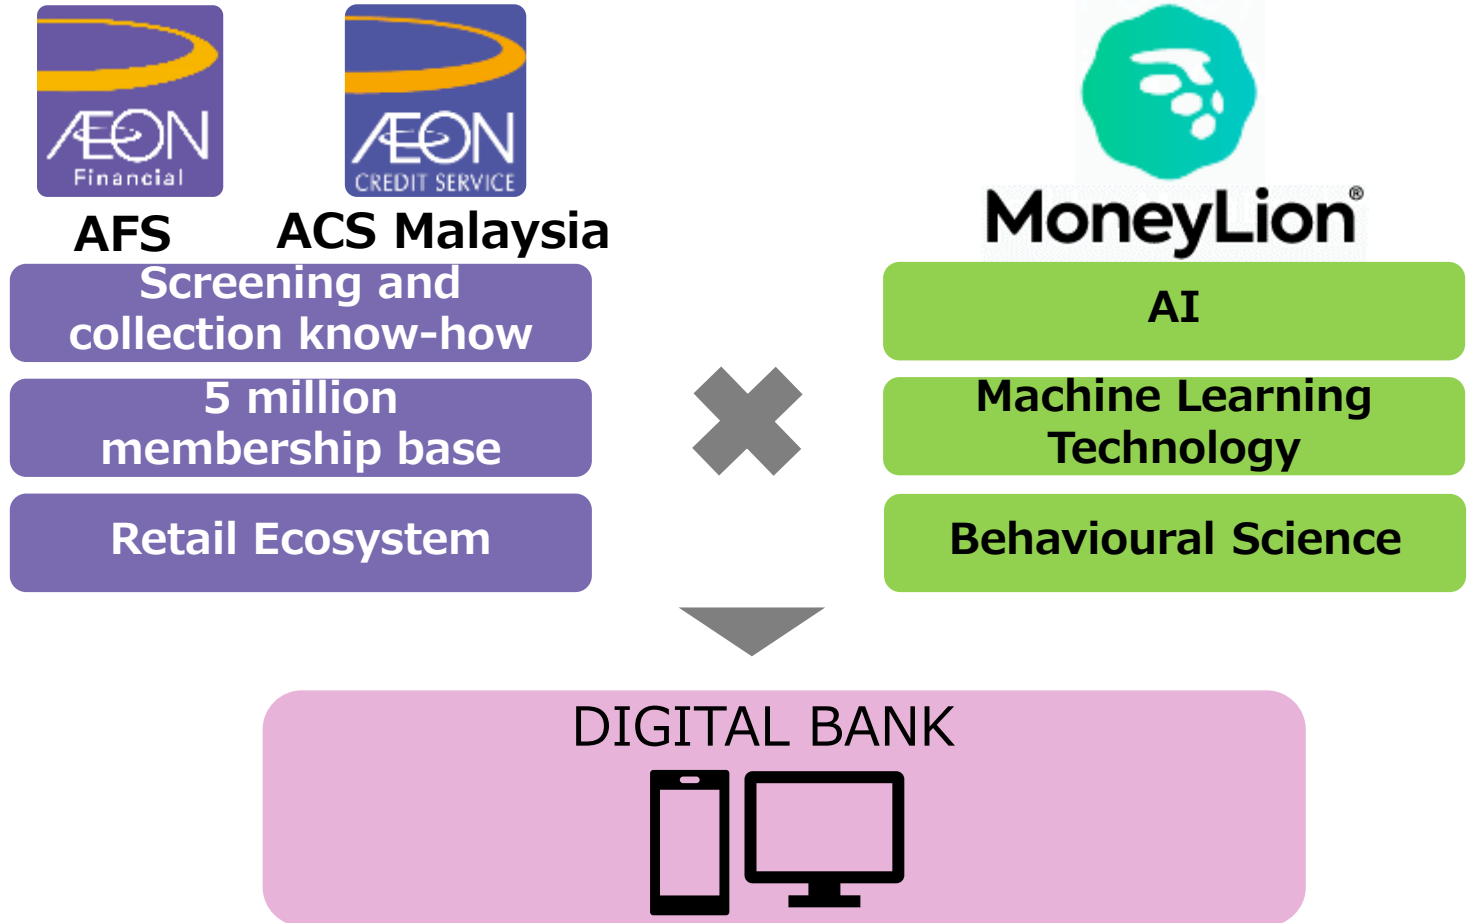 ÆON
Financial
ÆON
CREDIT SERVICE
MoneyLion®
AFS
ACS Malaysia
Screening and
collection know-how
5 million
membership base
Retail Ecosystem
AI
Machine Learning
Technology
Behavioural Science
DIGITAL BANK